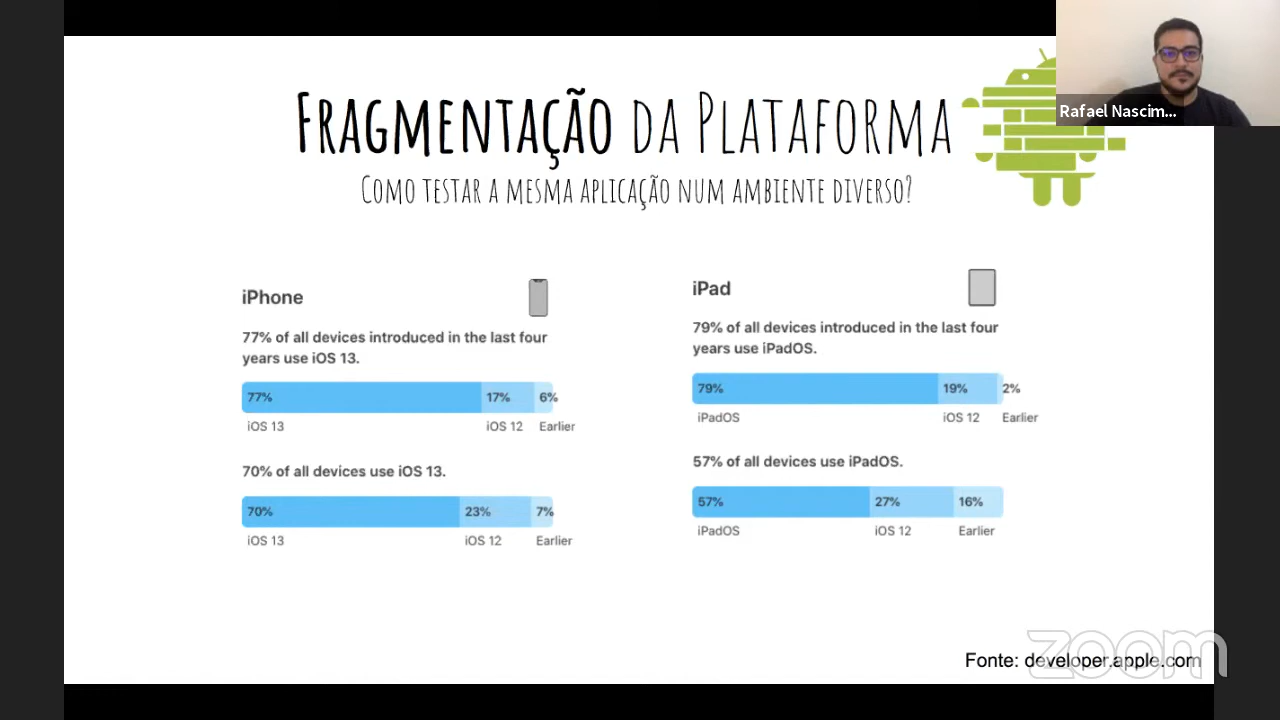 Fragmentação da Plataforma
Como testar a mesma aplicação num ambiente diverso?
Rafael Nascim...
iPhone
77% of all devices introduced in the last four
years use iOS 13.
77% 17% 6%
iOS 13 iOS 12 Earlier
70% of all devices use iOS 13.
70% 23% 7%
iOS 13 iOS 12 Earlier
iPad
79% of all devices introduced in the last four
years use iPadOS.
79% 19% 2%
iPadOS iOS 12 Earlier
57% of all devices use iPadOS.
57% 27% 16%
iPadOS iOS 12 Earlier
Fonte: developer.apple.com
zoom